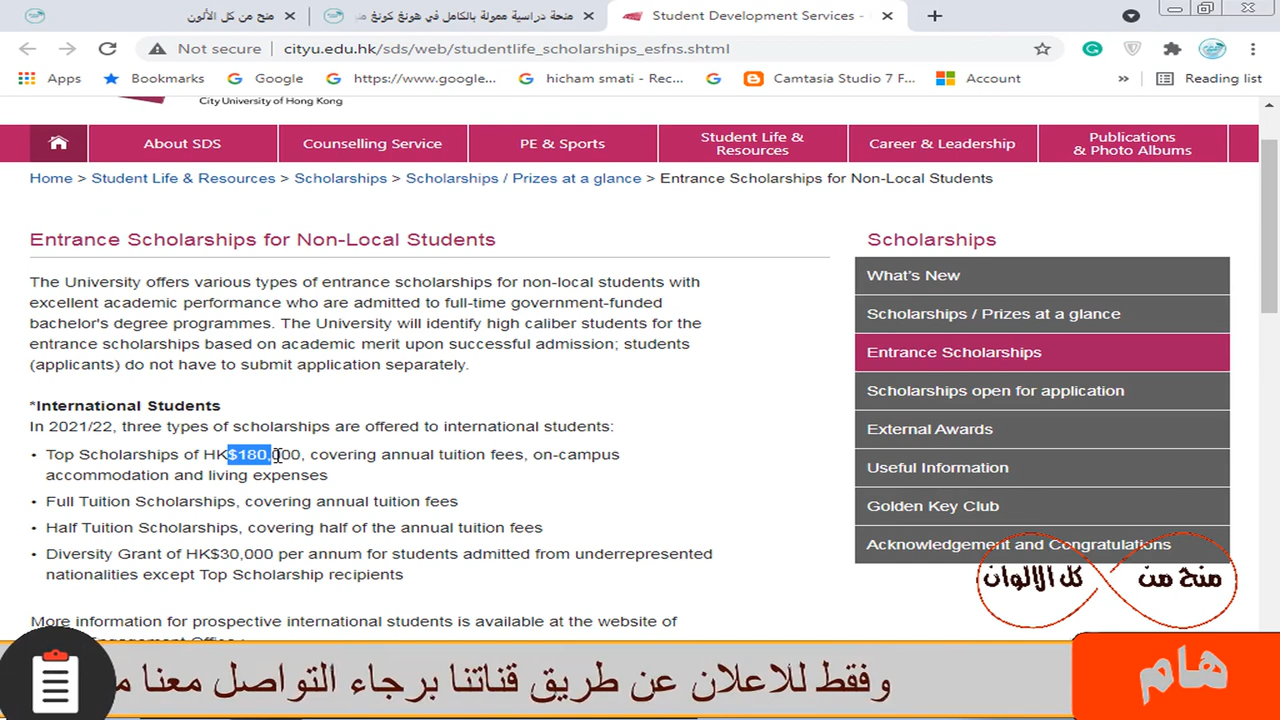 منح من كل الألون
منحة دراسية ممولة بالكامل في هونغ كونغ
Student Development Services -
Not secure
cityu.edu.hk/sds/web/studentlife_scholarships_esfns.shtml
Apps
Bookmarks
Google
https://www.google...
hicham smati - Rec...
Camtasia Studio 7 F...
Account
»
Reading list
City University of Hong Kong
About SDS
Counselling Service
PE & Sports
Student Life &
Resources
Career & Leadership
Publications
& Photo Albums
Home > Student Life & Resources > Scholarships > Scholarships / Prizes at a glance > Entrance Scholarships for Non-Local Students
Entrance Scholarships for Non-Local Students
The University offers various types of entrance scholarships for non-local students with
excellent academic performance who are admitted to full-time government-funded
bachelor's degree programmes. The University will identify high caliber students for the
entrance scholarships based on academic merit upon successful admission; students
(applicants) do not have to submit application separately.
*International Students
In 2021/22, three types of scholarships are offered to international students:
• Top Scholarships of HK$180,000, covering annual tuition fees, on-campus
accommodation and living expenses
• Full Tuition Scholarships, covering annual tuition fees
• Half Tuition Scholarships, covering half of the annual tuition fees
• Diversity Grant of HK$30,000 per annum for students admitted from underrepresented
nationalities except Top Scholarship recipients
More information for prospective international students is available at the website of
Scholarships
What's New
Scholarships / Prizes at a glance
Entrance Scholarships
Scholarships open for application
External Awards
Useful Information
Golden Key Club
Acknowledgement and Congratulations
منح من كل الالوان
هام
وفقط للاعلان عن طريق قناتنا برجاء التواصل معنا م